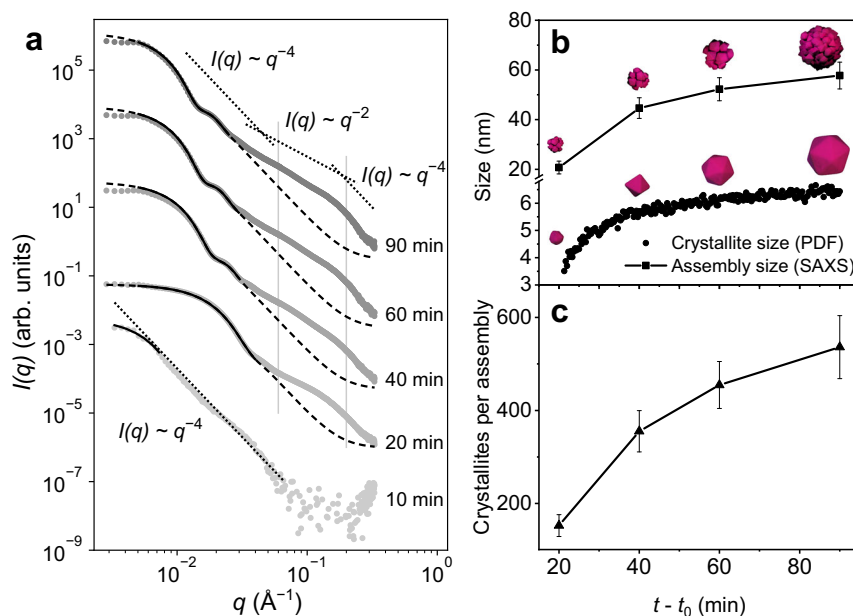 a
I(q) ~ q⁻⁴
I(q) ~ q⁻²
I(q) ~ q⁻⁴
I(q) ~ q⁻⁴
90 min
60 min
40 min
20 min
10 min
I(q) (arb. units)
10⁵
10³
10¹
10⁻¹
10⁻³
10⁻⁵
10⁻⁷
10⁻⁹
10⁻²
10⁻¹
10⁰
q (Å⁻¹)
b
Size (nm)
80
60
40
20
6
5
4
3
Crystallite size (PDF)
Assembly size (SAXS)
c
Crystallites per assembly
600
400
200
20
40
60
80
t - t₀ (min)